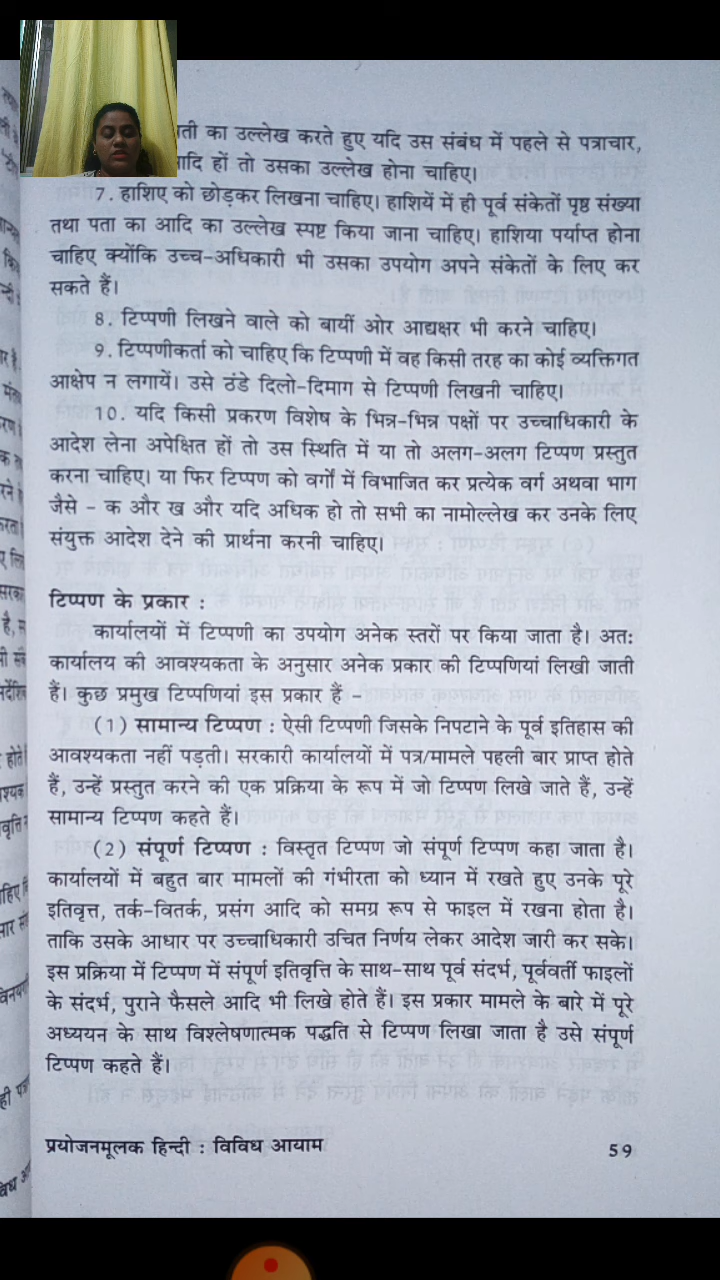 का उल्लेख करते हुए यदि उस संबंध में पहले से पत्राचार,
आदि हों तो उसका उल्लेख होना चाहिए।
7. हाशिए को छोड़कर लिखना चाहिए। हाशियें में ही पूर्व संकेतों पृष्ठ संख्या
तथा पता का आदि का उल्लेख स्पष्ट किया जाना चाहिए। हाशिया पर्याप्त होना
चाहिए क्योंकि उच्च-अधिकारी भी उसका उपयोग अपने संकेतों के लिए कर
सकते हैं।
8. टिप्पणी लिखने वाले को बायीं ओर आद्यक्षर भी करने चाहिए।
9. टिप्पणीकर्ता को चाहिए कि टिप्पणी में वह किसी तरह का कोई व्यक्तिगत
आक्षेप न लगायें। उसे ठंडे दिलो-दिमाग से टिप्पणी लिखनी चाहिए।
10. यदि किसी प्रकरण विशेष के भिन्न-भिन्न पक्षों पर उच्चाधिकारी के
आदेश लेना अपेक्षित हों तो उस स्थिति में या तो अलग-अलग टिप्पण प्रस्तुत
करना चाहिए। या फिर टिप्पण को वर्गों में विभाजित कर प्रत्येक वर्ग अथवा भाग
जैसे - क और ख और यदि अधिक हो तो सभी का नामोल्लेख कर उनके लिए
संयुक्त आदेश देने की प्रार्थना करनी चाहिए।
टिप्पण के प्रकार :
कार्यालयों में टिप्पणी का उपयोग अनेक स्तरों पर किया जाता है। अतः
कार्यालय की आवश्यकता के अनुसार अनेक प्रकार की टिप्पणियां लिखी जाती
हैं। कुछ प्रमुख टिप्पणियां इस प्रकार हैं -
(1) सामान्य टिप्पण : ऐसी टिप्पणी जिसके निपटाने के पूर्व इतिहास की
आवश्यकता नहीं पड़ती। सरकारी कार्यालयों में पत्र/मामले पहली बार प्राप्त होते
हैं, उन्हें प्रस्तुत करने की एक प्रक्रिया के रूप में जो टिप्पण लिखे जाते हैं, उन्हें
सामान्य टिप्पण कहते हैं।
(2) संपूर्ण टिप्पण : विस्तृत टिप्पण जो संपूर्ण टिप्पण कहा जाता है।
कार्यालयों में बहुत बार मामलों की गंभीरता को ध्यान में रखते हुए उनके पूरे
इतिवृत्त, तर्क-वितर्क, प्रसंग आदि को समग्र रूप से फाइल में रखना होता है।
ताकि उसके आधार पर उच्चाधिकारी उचित निर्णय लेकर आदेश जारी कर सके।
इस प्रक्रिया में टिप्पण में संपूर्ण इतिवृत्ति के साथ-साथ पूर्व संदर्भ, पूर्ववर्ती फाइलों
के संदर्भ, पुराने फैसले आदि भी लिखे होते हैं। इस प्रकार मामले के बारे में पूरे
अध्ययन के साथ विश्लेषणात्मक पद्धति से टिप्पण लिखा जाता है उसे संपूर्ण
टिप्पण कहते हैं।
प्रयोजनमूलक हिन्दी : विविध आयाम 59